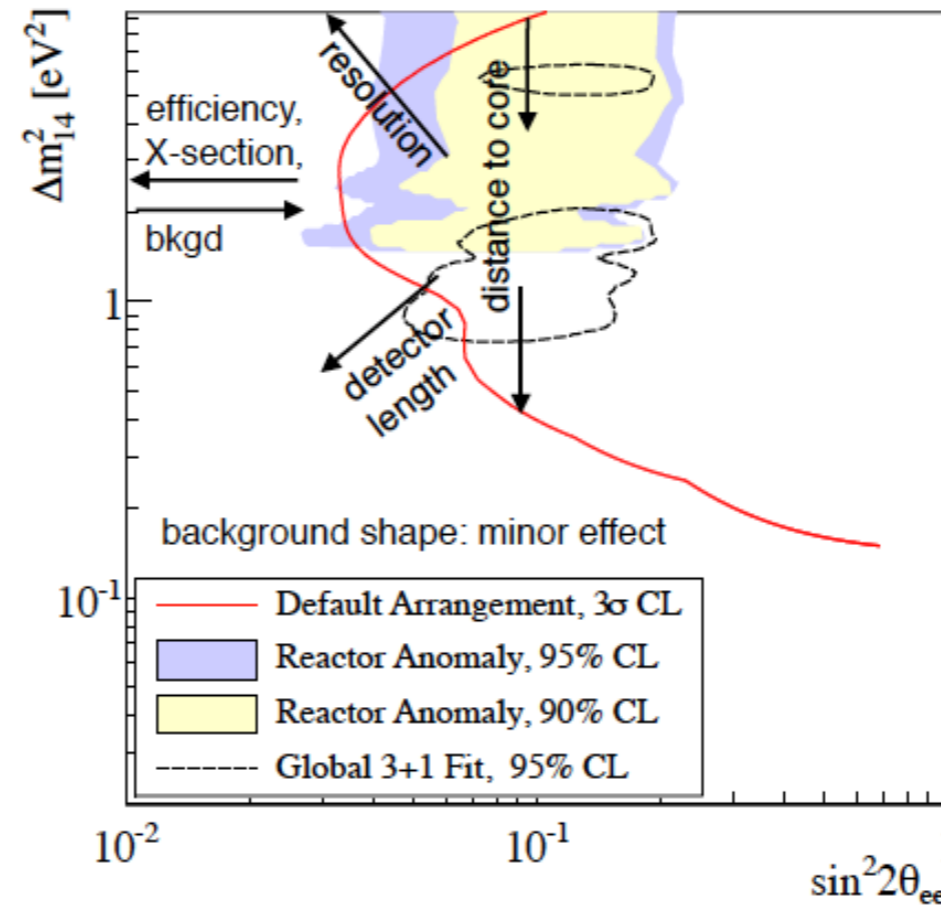 Δm²₁₄ [eV²]
resolution
efficiency,
X-section,
bkgd
distance to core
1
detector
length
background shape: minor effect
10⁻¹
Default Arrangement, 3σ CL
Reactor Anomaly, 95% CL
Reactor Anomaly, 90% CL
Global 3+1 Fit, 95% CL
10⁻² 10⁻¹
sin²2θₑₑ